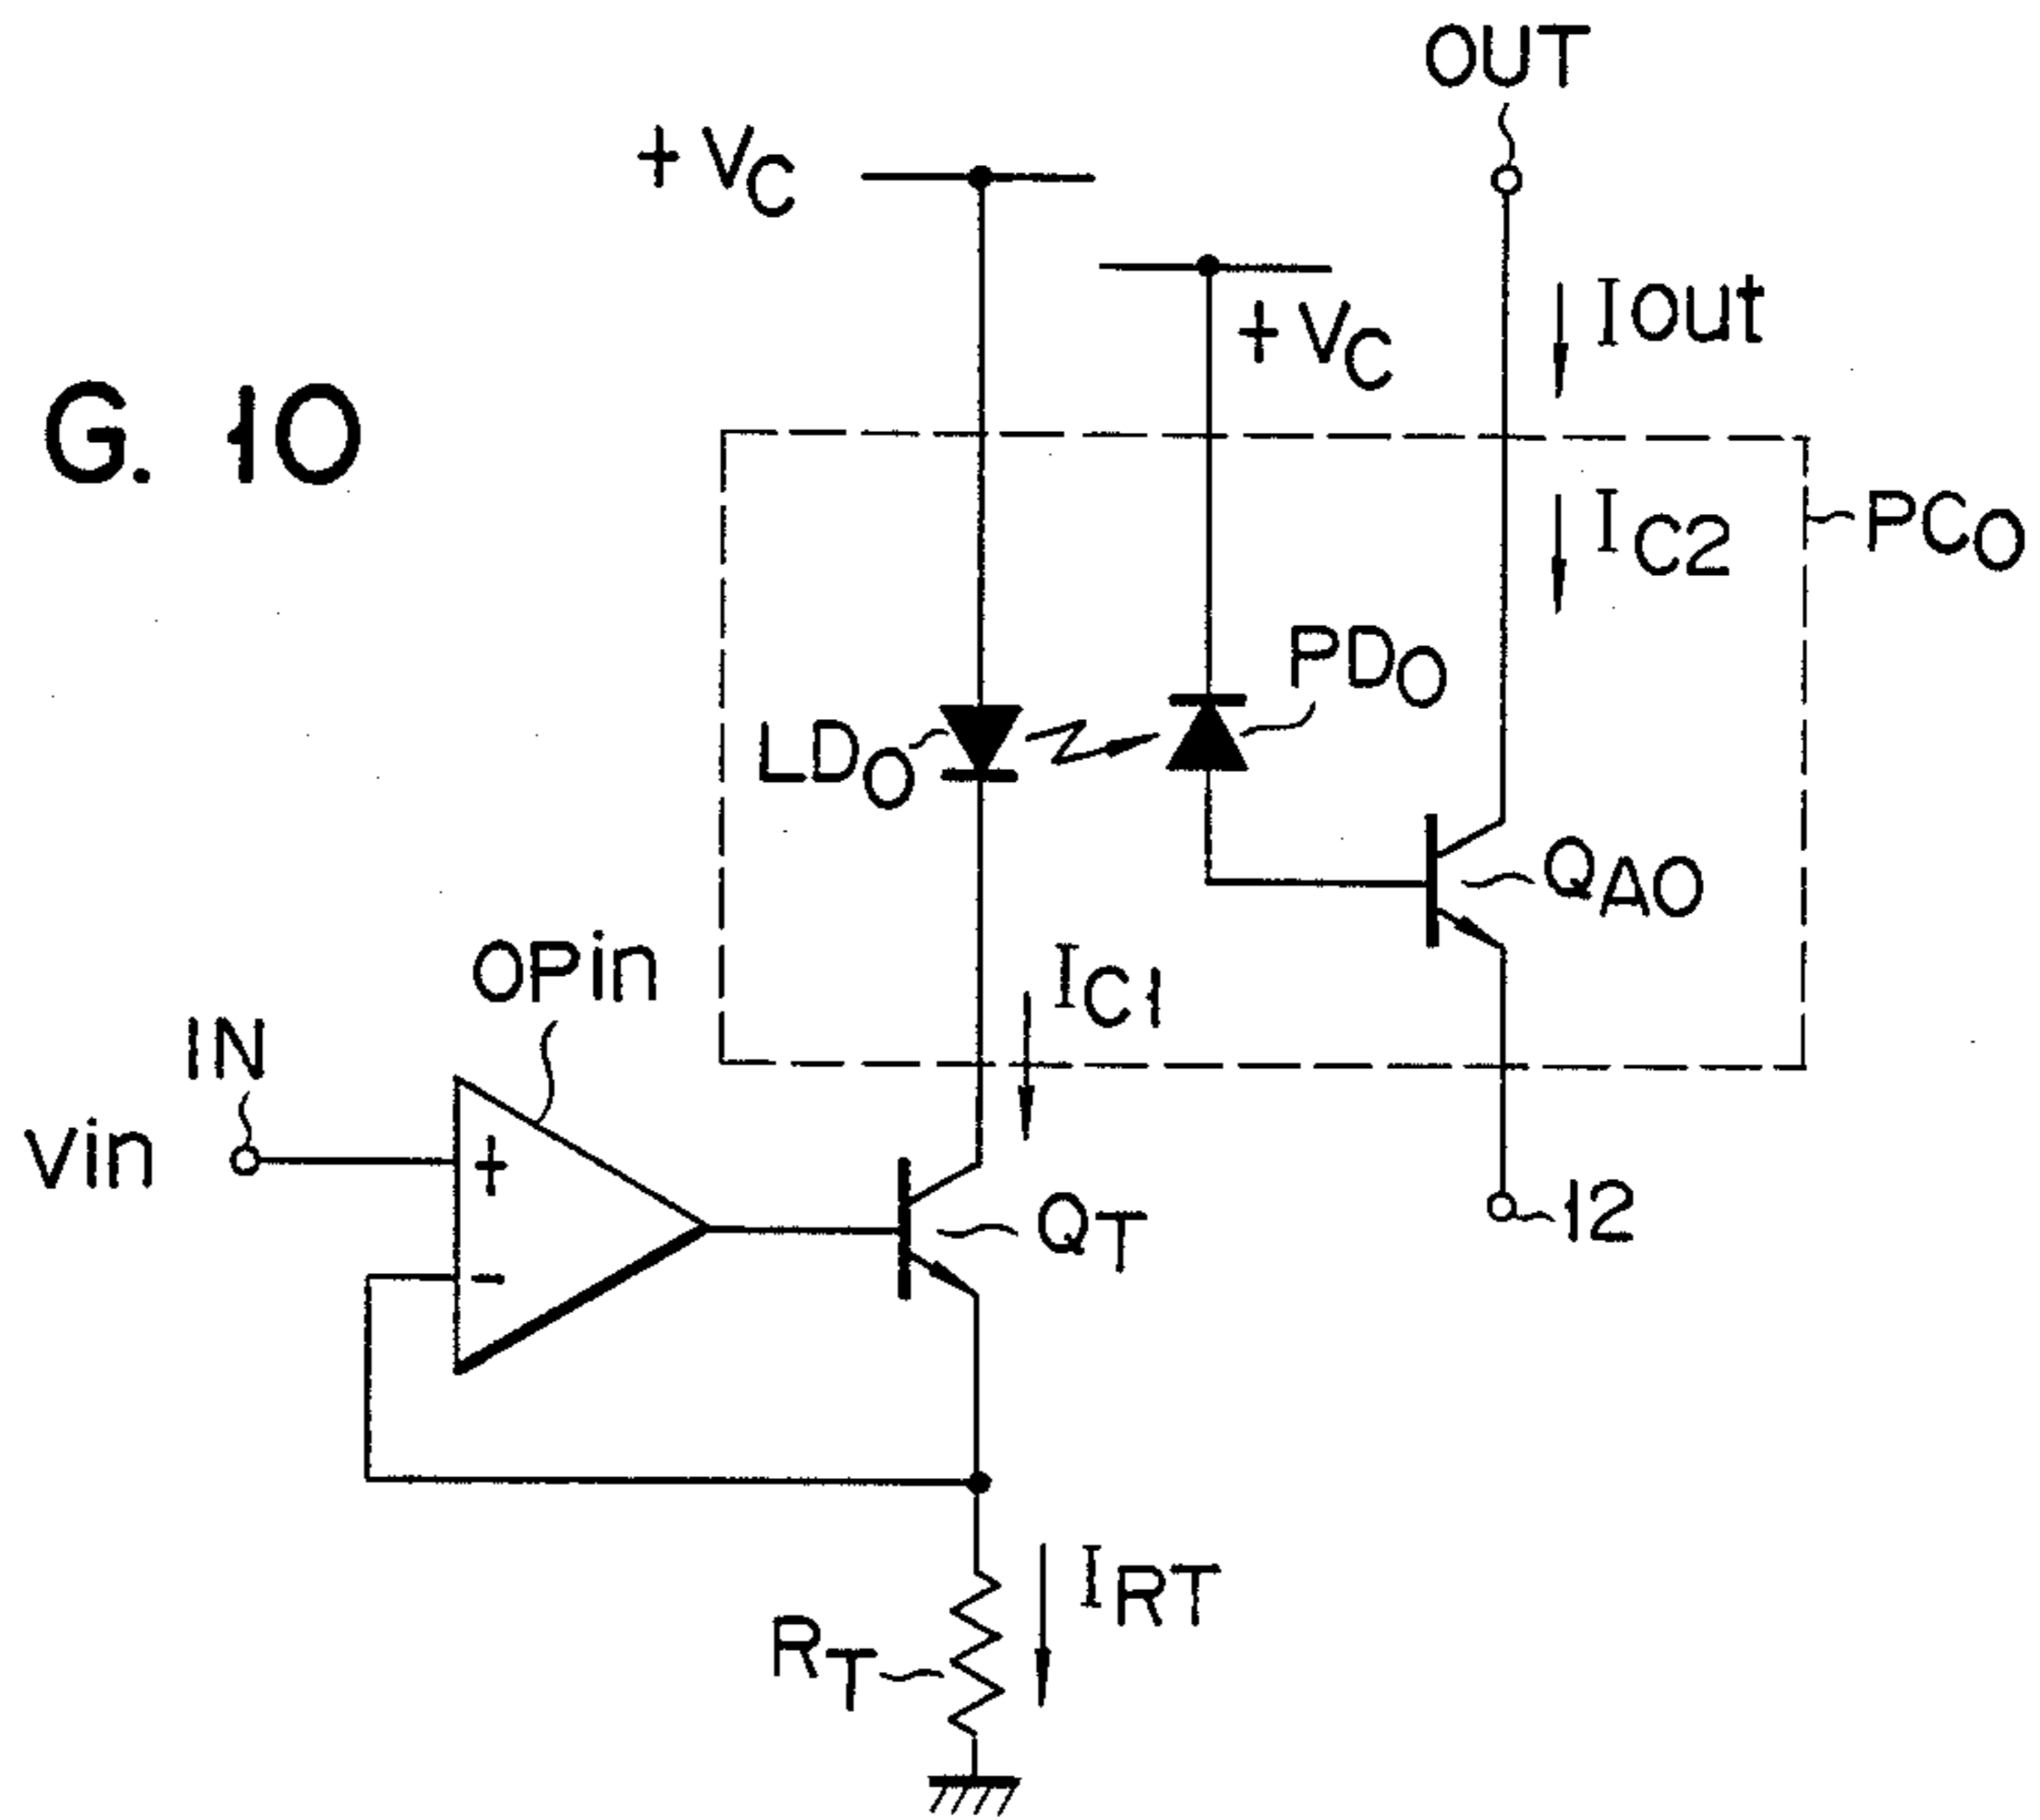 OUT
+ VC
+ VC
Iout
G. 10
IC2
PCO
PDO
LDO
QAO
OPin
IC1
IN
Vin
+
QT
12
-
IRT
RT